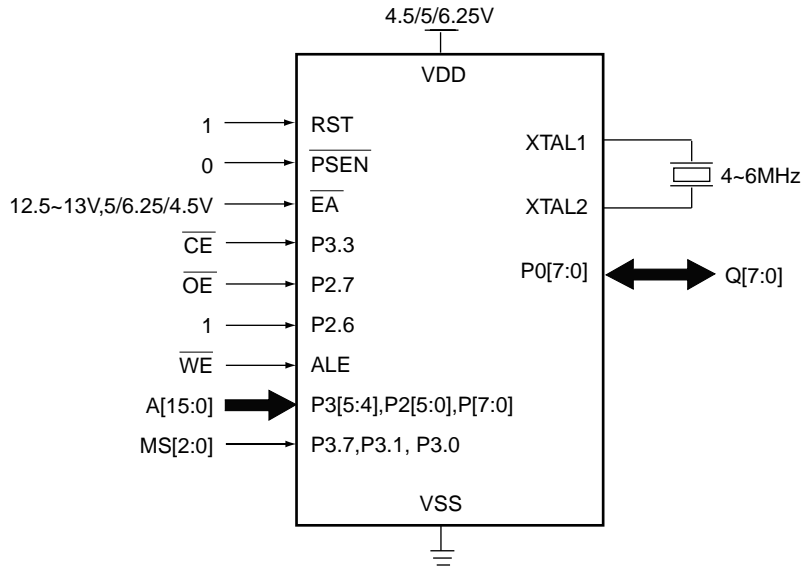 4.5/5/6.25V
VDD
1
RST
XTAL1
0
PSEN
4~6MHz
12.5~13V,5/6.25/4.5V
EA
XTAL2
CE
P3.3
P0[7:0]
Q[7:0]
OE
P2.7
1
P2.6
WE
ALE
A[15:0]
P3[5:4],P2[5:0],P[7:0]
MS[2:0]
P3.7,P3.1, P3.0
VSS